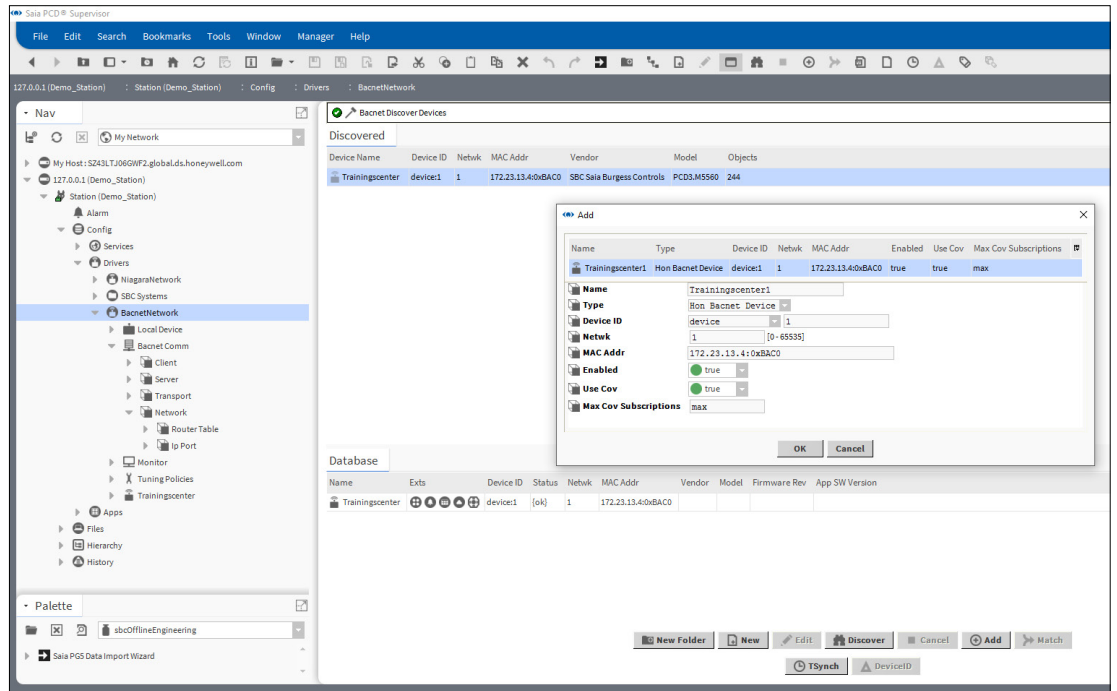 Saia PCD® Supervisor
File Edit Search Bookmarks Tools Window Manager Help
127.0.0.1 (Demo_Station) : Station (Demo_Station) : Config : Drivers : BacnetNetwork
Nav
My Network
My Host : SZ43LTJ06GWF2.global.ds.honeywell.com
127.0.0.1 (Demo_Station)
Station (Demo_Station)
Alarm
Config
Services
Drivers
NiagaraNetwork
SBC Systems
BacnetNetwork
Local Device
Bacnet Comm
Client
Server
Transport
Network
Router Table
Ip Port
Monitor
Tuning Policies
Trainingscenter
Apps
Files
Hierarchy
History
Palette
sbcOfflineEngineering
Saia PG5 Data Import Wizard
Bacnet Discover Devices
Discovered
Device Name Device ID Netwk MAC Addr Vendor Model Objects
Trainingscenter device:1 1 172.23.13.4:0xBAC0 SBC Saia Burgess Controls PCD3.M5560 244
Add
Name Type Device ID Netwk MAC Addr Enabled Use Cov Max Cov Subscriptions
Trainingscenter1 Hon Bacnet Device device:1 1 172.23.13.4:0xBAC0 true true max
Name Trainingscenter1
Type Hon Bacnet Device
Device ID device 1
Netwk 1 [0-65535]
MAC Addr 172.23.13.4:0xBAC0
Enabled true
Use Cov true
Max Cov Subscriptions max
OK Cancel
Database
Name Exts Device ID Status Netwk MAC Addr Vendor Model Firmware Rev App SW Version
Trainingscenter device:1 {ok} 1 172.23.13.4:0xBAC0
New Folder New Edit Discover Cancel Add Match
TSynch DeviceID